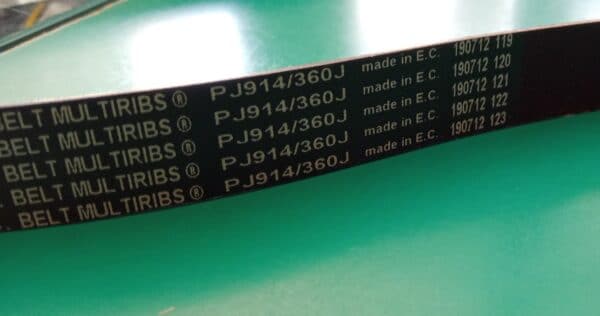 BELT MULTIRIBS® PJ914/360J made in E.C. 190712 119
BELT MULTIRIBS® PJ914/360J made in E.C. 190712 120
BELT MULTIRIBS® PJ914/360J made in E.C. 190712 121
BELT MULTIRIBS® PJ914/360J made in E.C. 190712 122
. BELT MULTIRIBS® PJ914/360J made in E.C. 190712 123